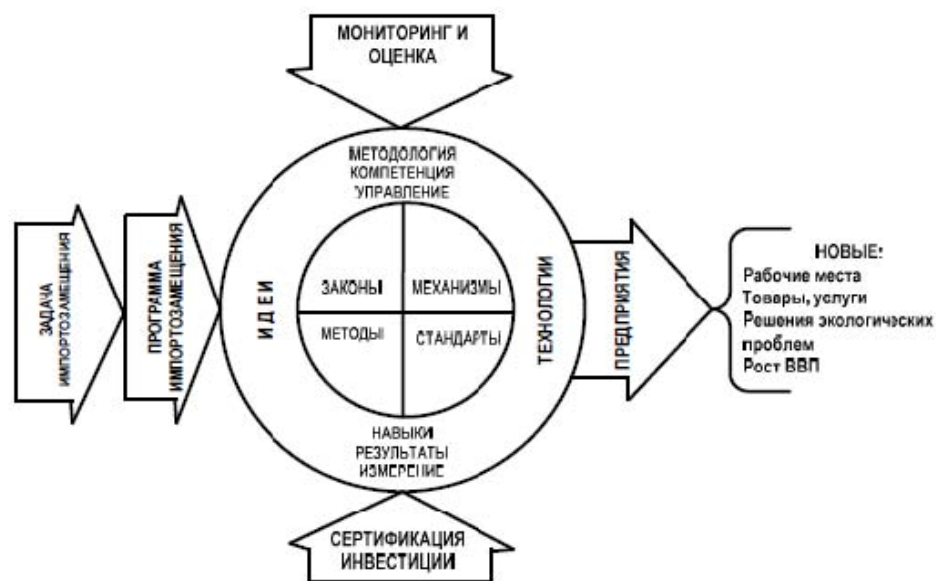 МОНИТОРИНГ И
ОЦЕНКА
МЕТОДОЛОГИЯ
КОМПЕТЕНЦИЯ
УПРАВЛЕНИЕ
ЗАДАЧА
ИМПОРТОЗАМЕЩЕНИЯ
ПРОГРАММА
ИМПОРТОЗАМЕЩЕНИЯ
ИДЕИ
ЗАКОНЫ
МЕХАНИЗМЫ
МЕТОДЫ
СТАНДАРТЫ
ТЕХНОЛОГИИ
ПРЕДПРИЯТИЯ
НОВЫЕ:
Рабочие места
Товары, услуги
Решения экологических
проблем
Рост ВВП
НАВЫКИ
РЕЗУЛЬТАТЫ
ИЗМЕРЕНИЕ
СЕРТИФИКАЦИЯ
ИНВЕСТИЦИИ